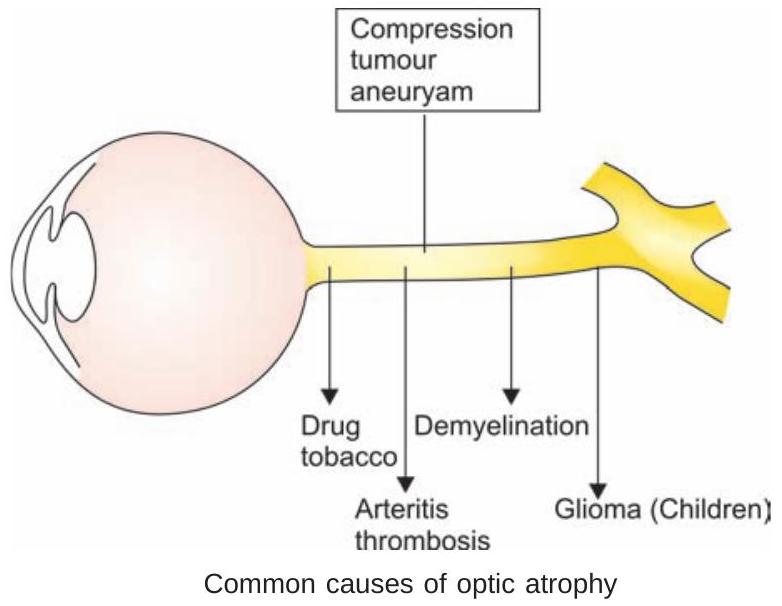 Compression
tumour
aneuryam
Drug
tobacco
Demyelination
Arteritis
thrombosis
Glioma (Children)
Common causes of optic atrophy